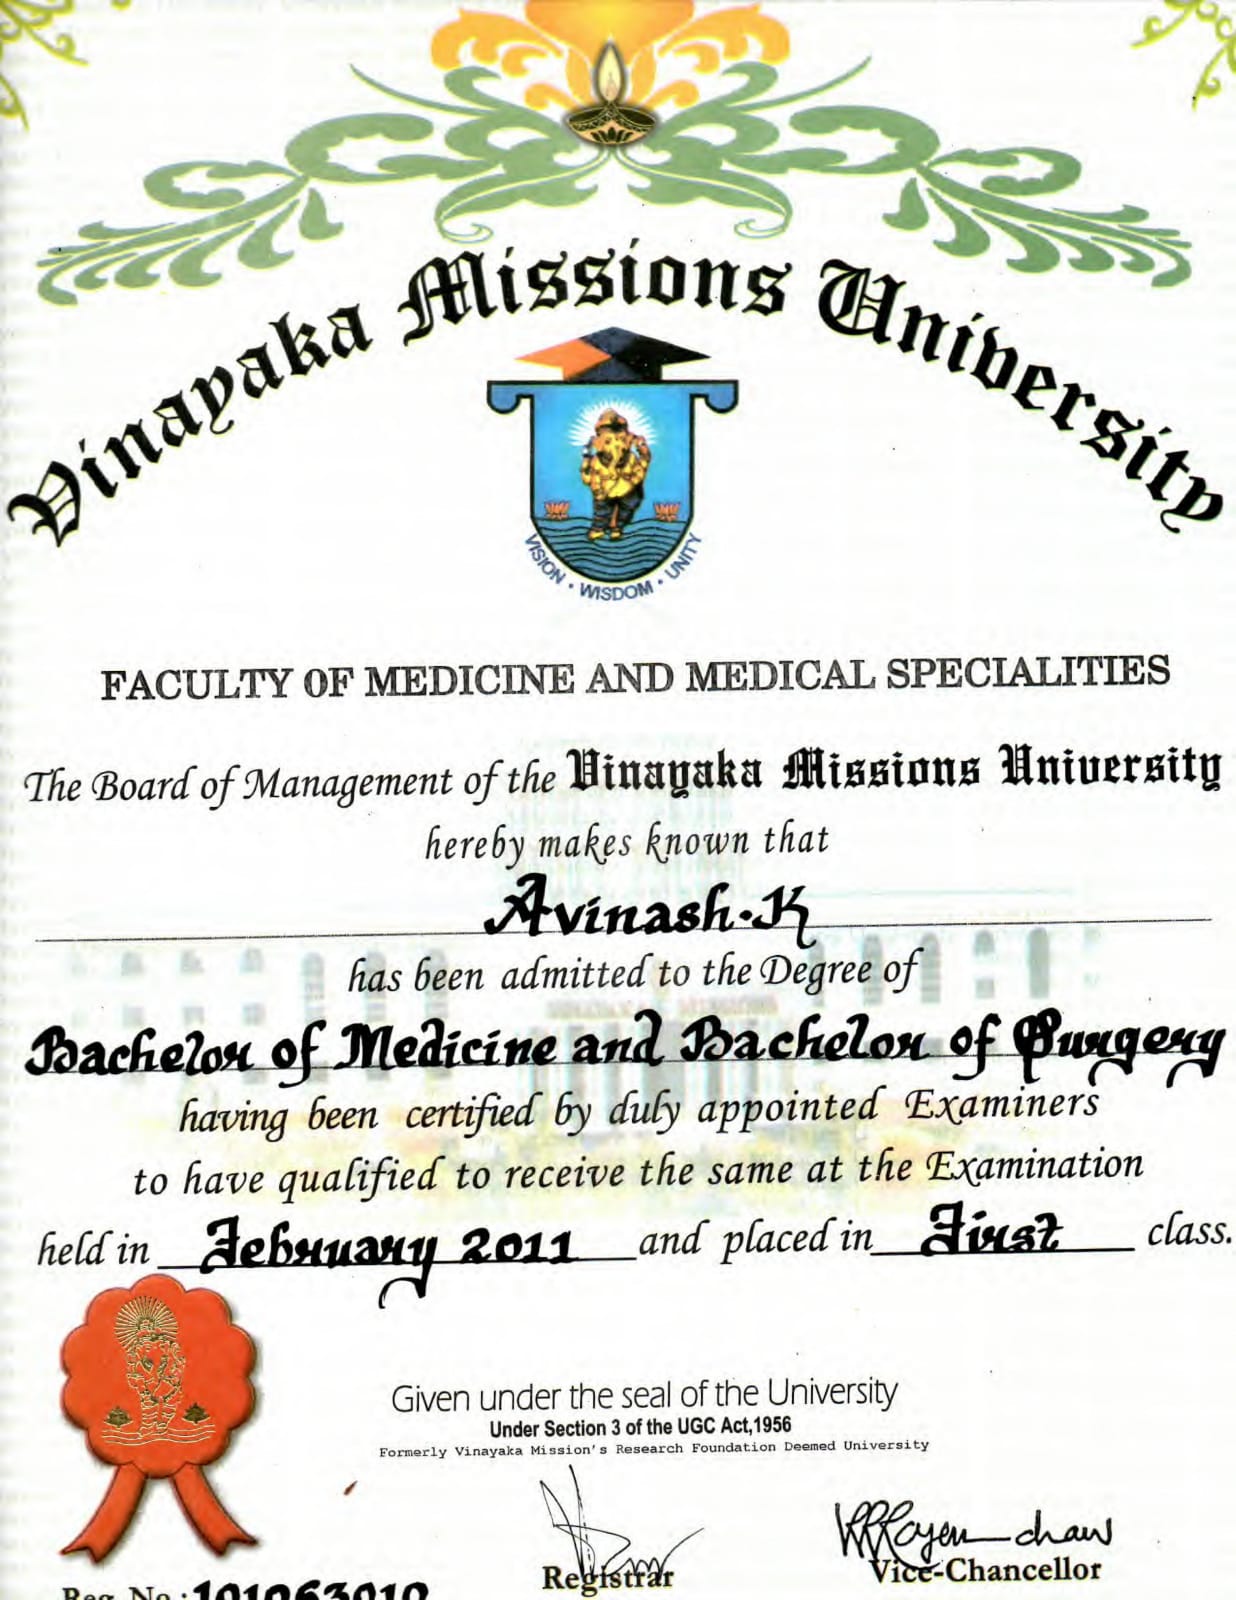 Vinayaka Missions University
VISION · WISDOM · UNITY
FACULTY OF MEDICINE AND MEDICAL SPECIALITIES
The Board of Management of the Vinayaka Missions University
hereby makes known that
Avinash.K
has been admitted to the Degree of
Bachelor of Medicine and Bachelor of Surgery
having been certified by duly appointed Examiners
to have qualified to receive the same at the Examination
held in February 2011 and placed in First class.
Given under the seal of the University
Under Section 3 of the UGC Act,1956
Formerly Vinayaka Mission's Research Foundation Deemed University
Registrar
Vice-Chancellor
Reg. No :